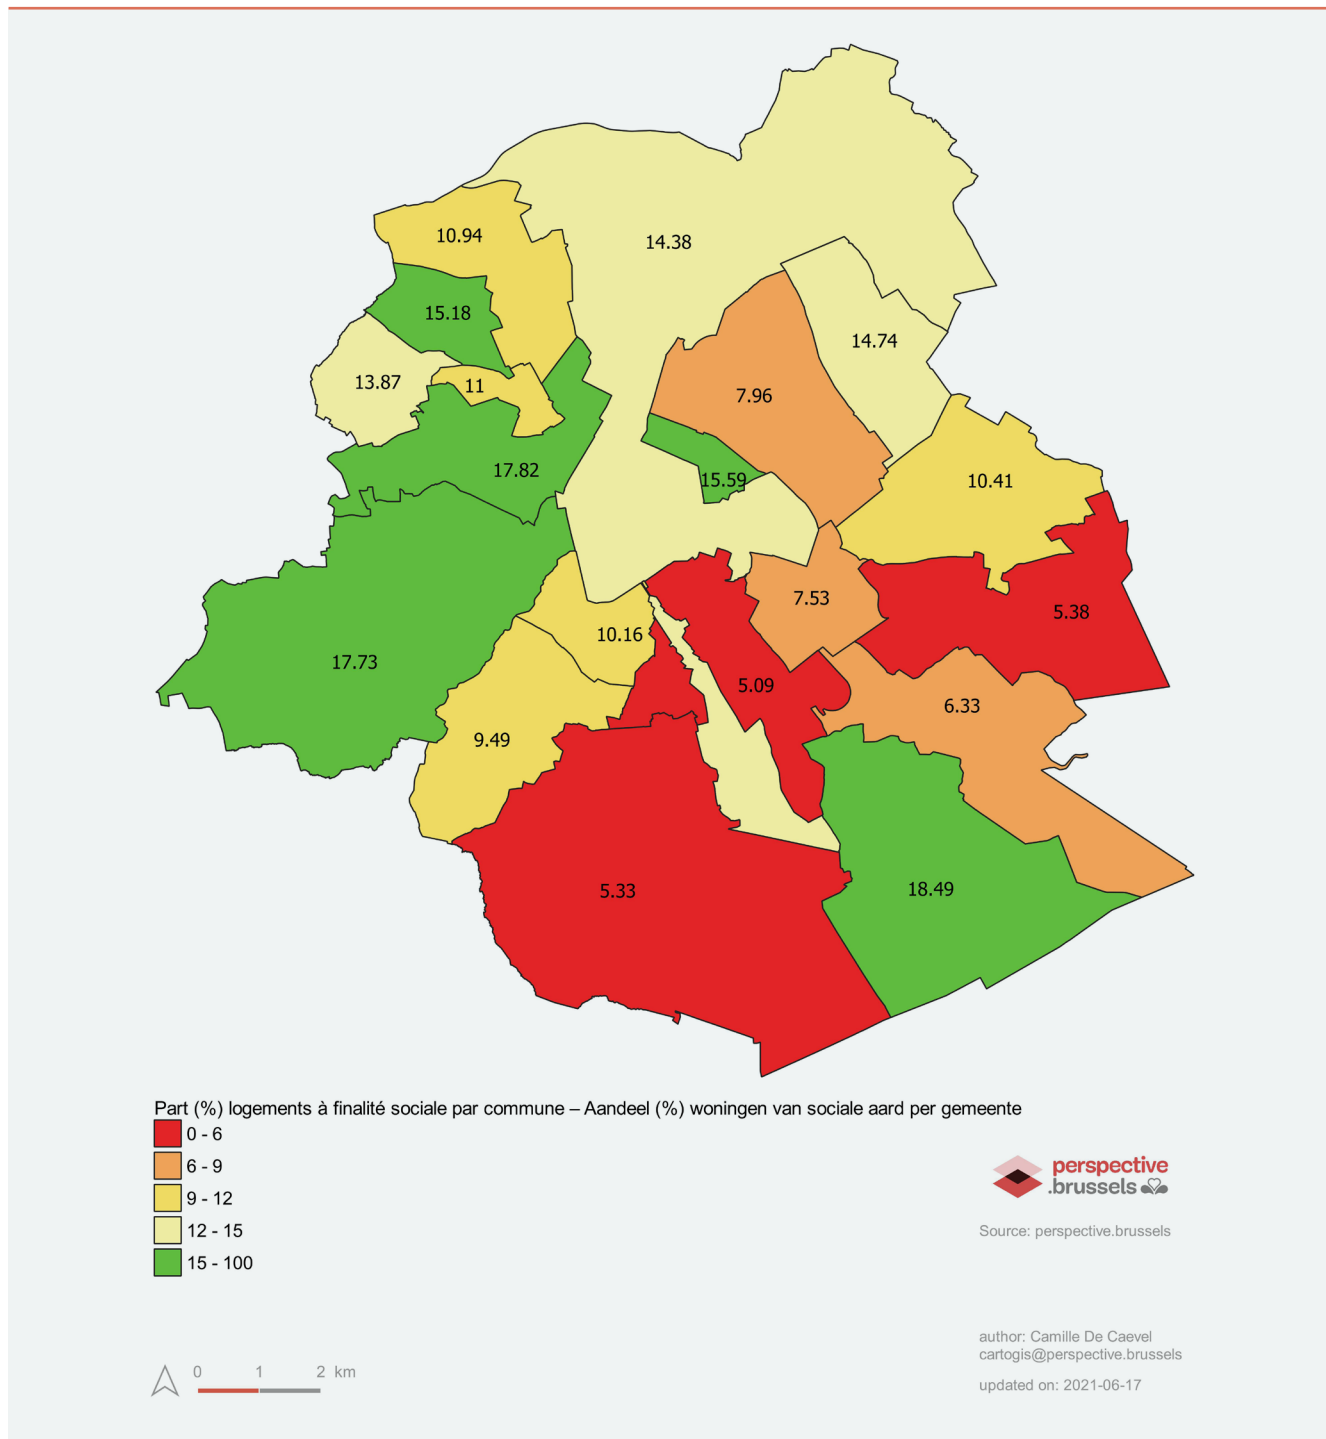 10.94
14.38
15.18
14.74
13.87
11
7.96
17.82
15.59
10.41
7.53
5.38
10.16
17.73
5.09
6.33
9.49
5.33
18.49
Part (%) logements à finalité sociale par commune – Aandeel (%) woningen van sociale aard per gemeente
0 - 6
6 - 9
9 - 12
12 - 15
15 - 100
perspective
.brussels
Source: perspective.brussels
author: Camille De Caevel
cartogis@perspective.brussels
updated on: 2021-06-17
0 1 2 km